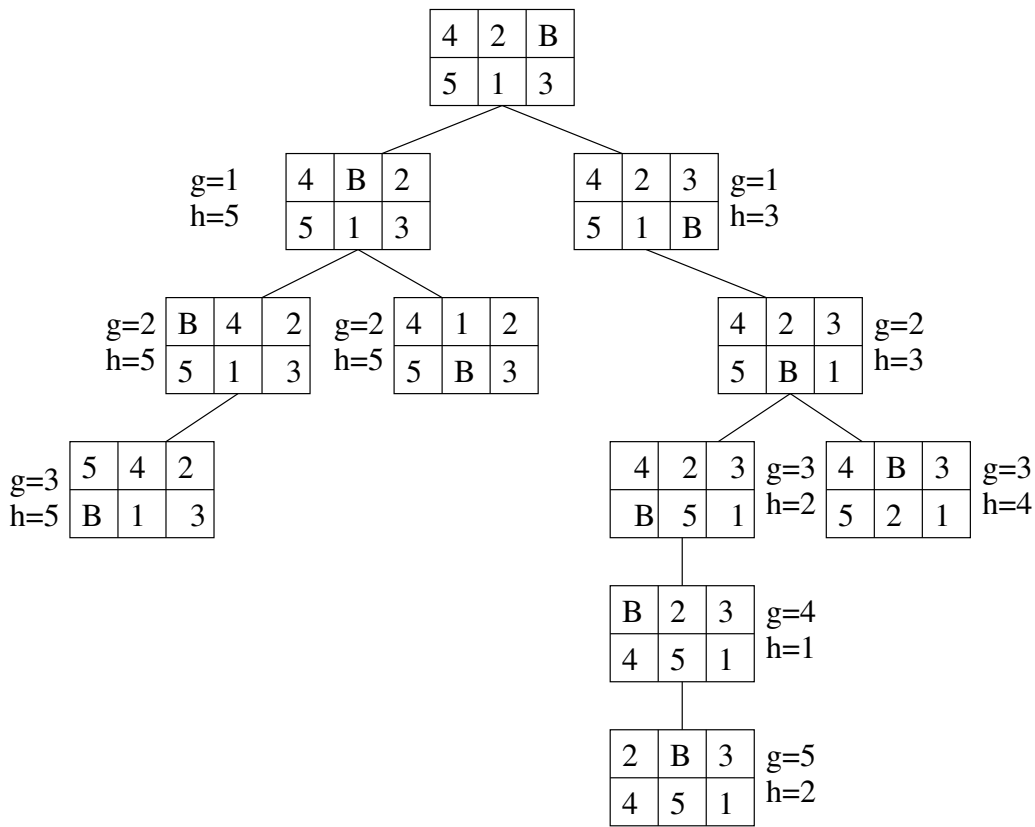 4 2 B
5 1 3
g=1
h=5
4 B 2
5 1 3
4 2 3
5 1 B
g=1
h=3
g=2
h=5
B 4 2
5 1 3
g=2
h=5
4 1 2
5 B 3
4 2 3
5 B 1
g=2
h=3
g=3
h=5
5 4 2
B 1 3
4 2 3
B 5 1
g=3
h=2
4 B 3
5 2 1
g=3
h=4
B 2 3
4 5 1
g=4
h=1
2 B 3
4 5 1
g=5
h=2